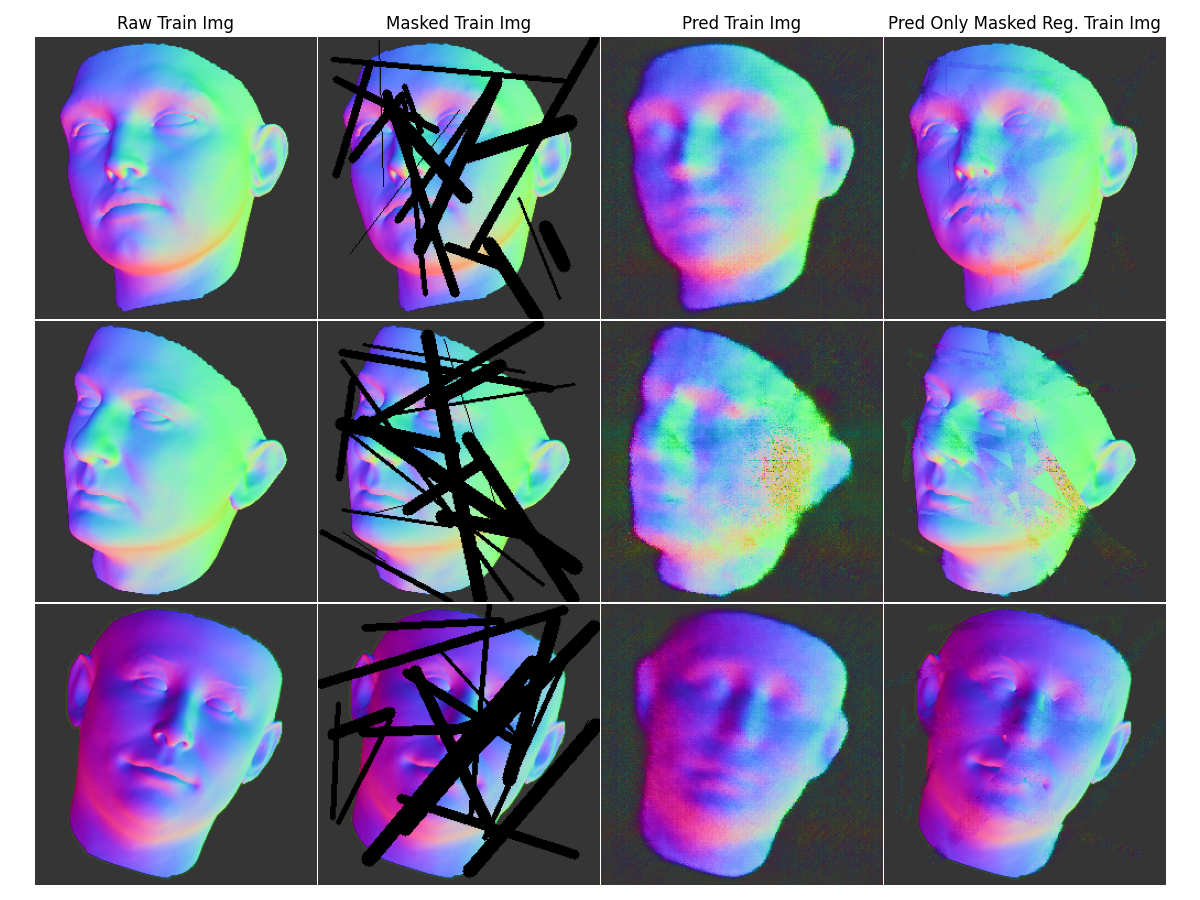 Raw Train Img
Masked Train Img
Pred Train Img
Pred Only Masked Reg. Train Img